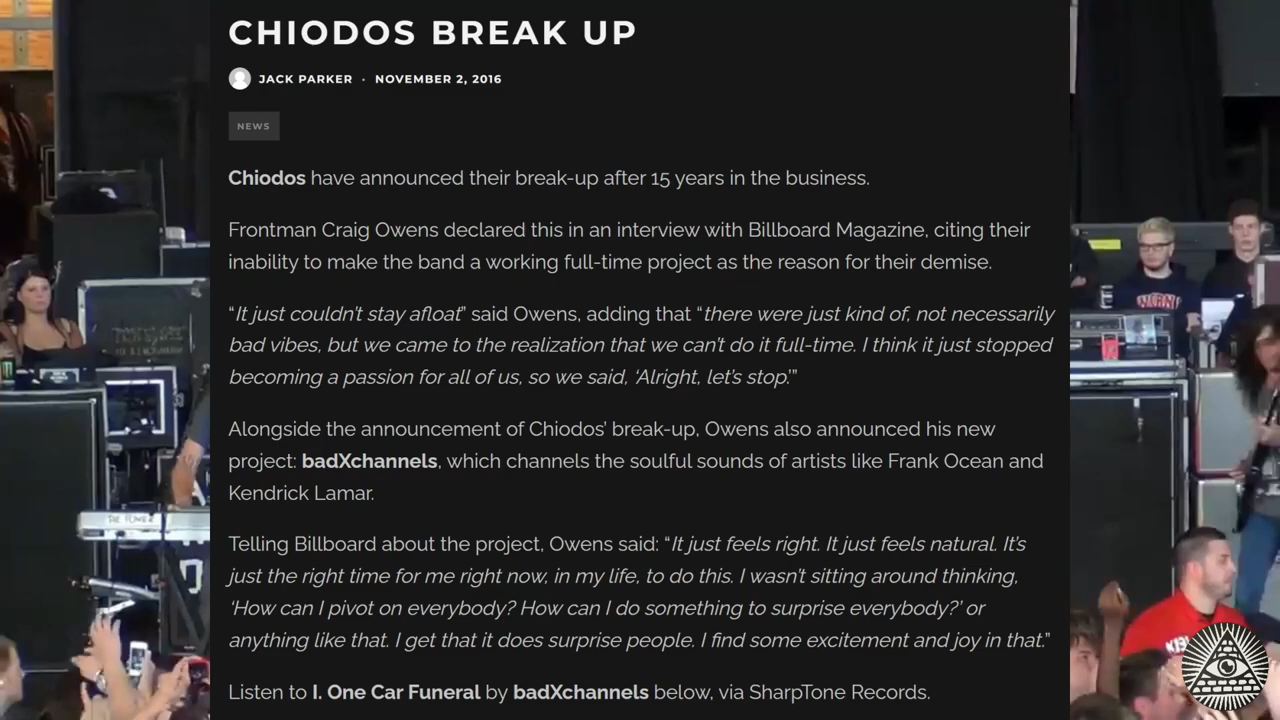 CHIODOS BREAK UP
JACK PARKER · NOVEMBER 2, 2016
NEWS
Chiodos have announced their break-up after 15 years in the business.
Frontman Craig Owens declared this in an interview with Billboard Magazine, citing their
inability to make the band a working full-time project as the reason for their demise.
“It just couldn’t stay afloat” said Owens, adding that “there were just kind of, not necessarily
bad vibes, but we came to the realization that we can’t do it full-time. I think it just stopped
becoming a passion for all of us, so we said, ‘Alright, let’s stop.’”
Alongside the announcement of Chiodos’ break-up, Owens also announced his new
project: badXchannels, which channels the soulful sounds of artists like Frank Ocean and
Kendrick Lamar.
Telling Billboard about the project, Owens said: “It just feels right. It just feels natural. It’s
just the right time for me right now, in my life, to do this. I wasn’t sitting around thinking,
‘How can I pivot on everybody? How can I do something to surprise everybody?’ or
anything like that. I get that it does surprise people. I find some excitement and joy in that.”
Listen to I. One Car Funeral by badXchannels below, via SharpTone Records.